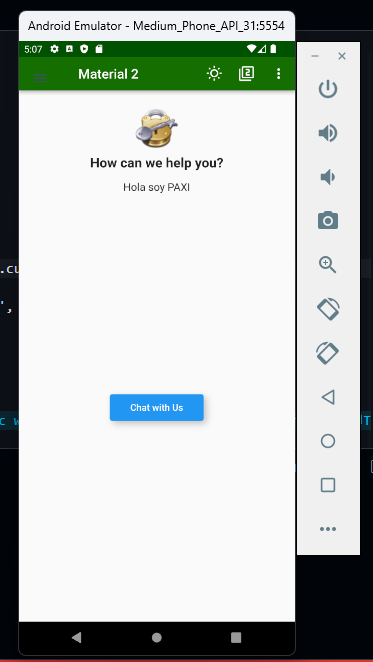 Android Emulator - Medium_Phone_API_31:5554
5:07
Material 2
2
How can we help you?
Hola soy PAXI
.cu
',
Chat with Us
c w
T